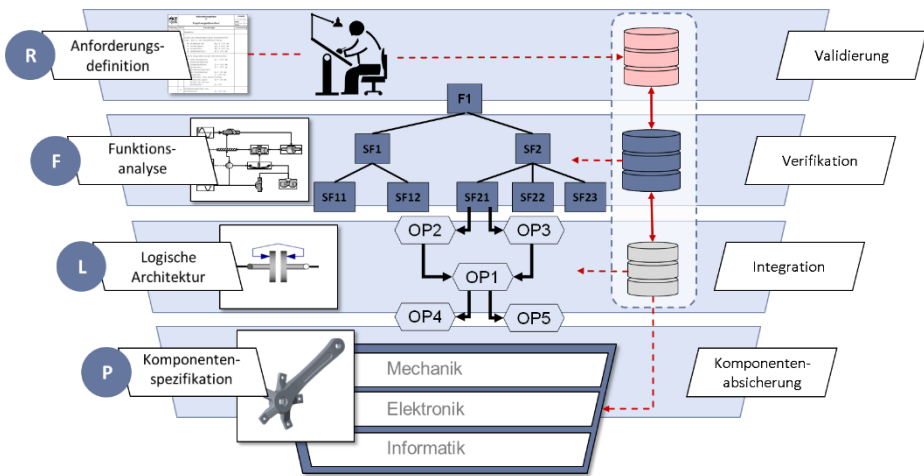 R
Anforderungs-
definition
Validierung
F1
F
Funktions-
analyse
SF1
SF2
Verifikation
SF11
SF12
SF21
SF22
SF23
OP2
OP3
L
Logische
Architektur
OP1
Integration
OP4
OP5
P
Komponenten-
spezifikation
Mechanik
Elektronik
Informatik
Komponenten-
absicherung